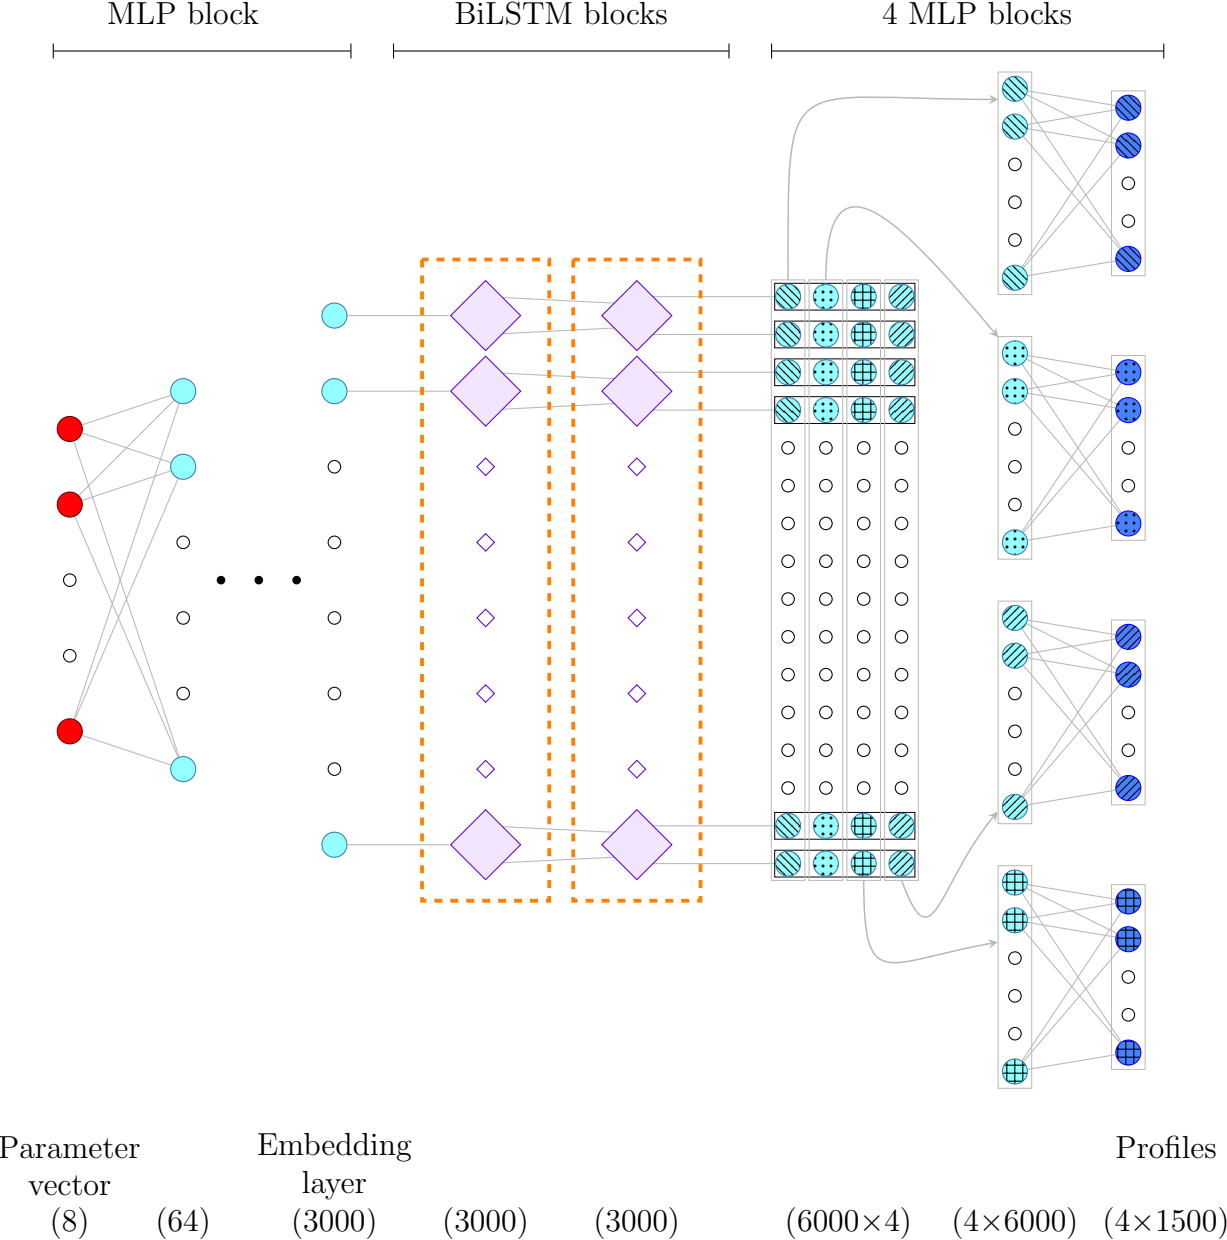 MLP block
BiLSTM blocks
4 MLP blocks
Parameter
vector
(8)
(64)
Embedding
layer
(3000)
(3000)
(3000)
(6000×4)
(4×6000)
Profiles
(4×1500)